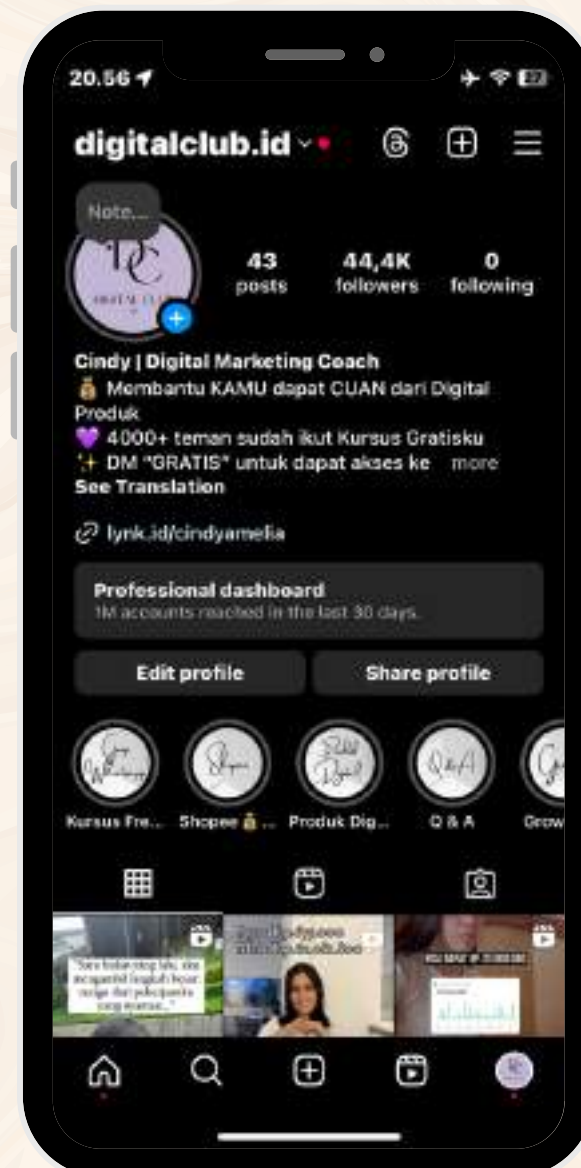 20.56
digitalclub.id
Note...
DC
43
44,4K
0
posts
followers
following
Cindy | Digital Marketing Coach
💰 Membantu KAMU dapat CUAN dari Digital
Produk
💜 4000+ teman sudah ikut Kursus Gratisku
✨ DM "GRATIS" untuk dapat akses ke more
See Translation
lynk.id/cindyamelia
Professional dashboard
1M accounts reached in the last 30 days.
Edit profile
Share profile
Kursus Fre...
Shopee 💰 ...
Produk Dig...
Q & A
Grow